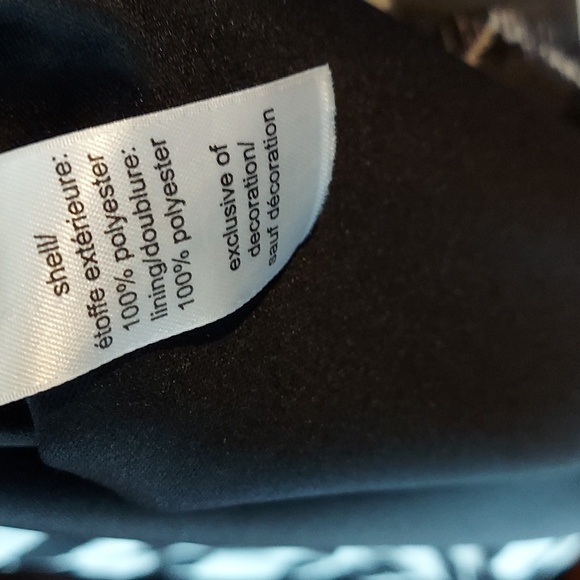 shell/
étoffe extérieure:
100% polyester
lining/doublure:
100% polyester
exclusive of
decoration/
sauf décoration